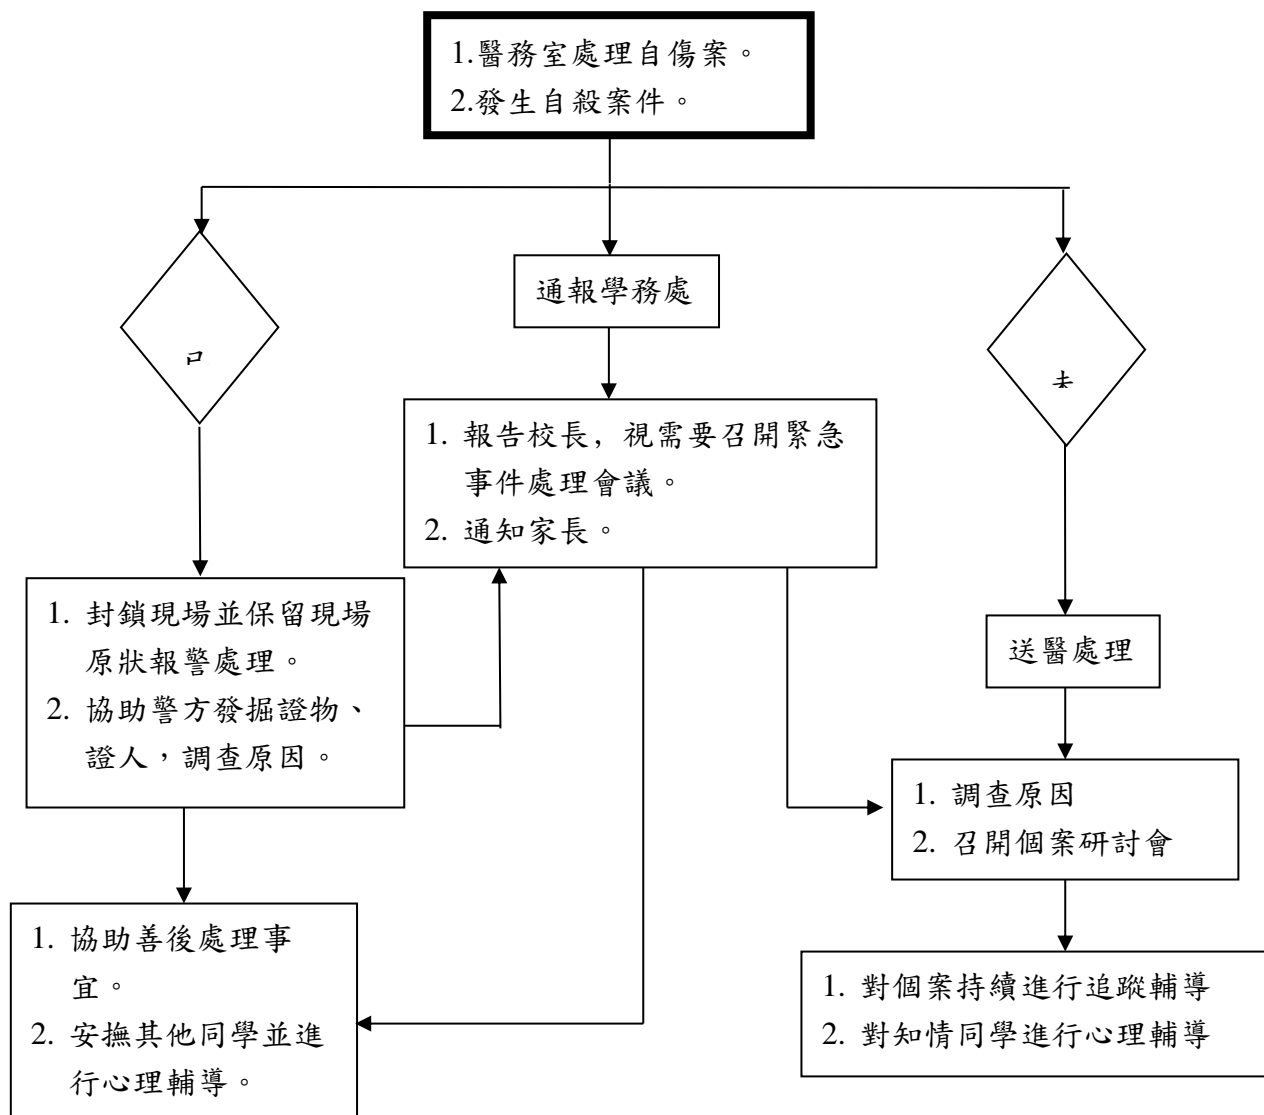 1.醫務室處理自傷案。
2.發生自殺案件。
通報學務處
1. 報告校長, 視需要召開緊急
事件處理會議。
2. 通知家長。
1. 封鎖現場並保留現場
原狀報警處理。
2. 協助警方發掘證物、
證人，調查原因。
送醫處理
1. 調查原因
2. 召開個案研討會
1. 協助善後處理事
宜。
2. 安撫其他同學並進
行心理輔導。
1. 對個案持續進行追蹤輔導
2. 對知情同學進行心理輔導